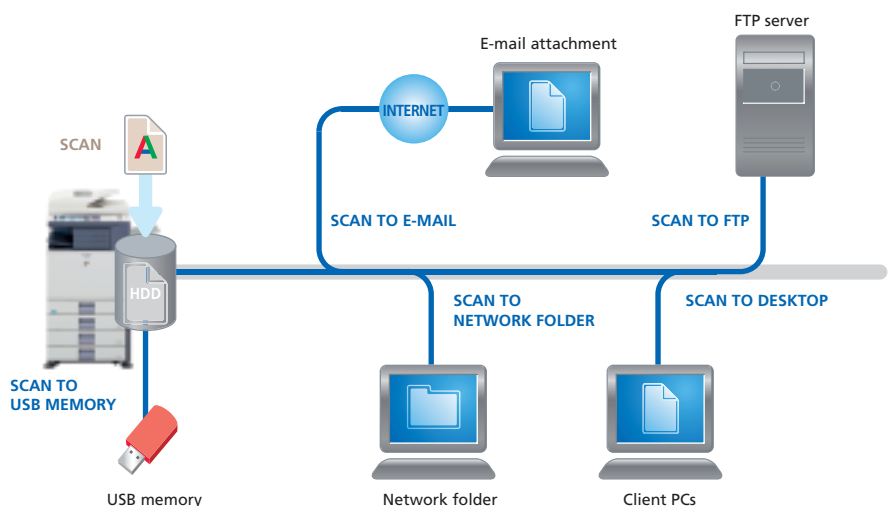 FTP server
E-mail attachment
INTERNET
SCAN
A
SCAN TO E-MAIL
SCAN TO FTP
HDD
SCAN TO
NETWORK FOLDER
SCAN TO DESKTOP
SCAN TO
USB MEMORY
USB memory
Network folder
Client PCs